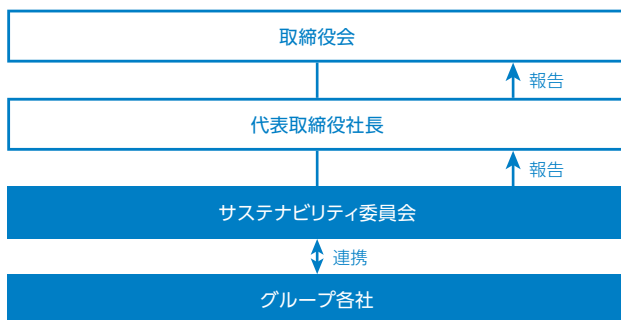 取締役会
報告
代表取締役社長
報告
サステナビリティ委員会
連携
グループ各社